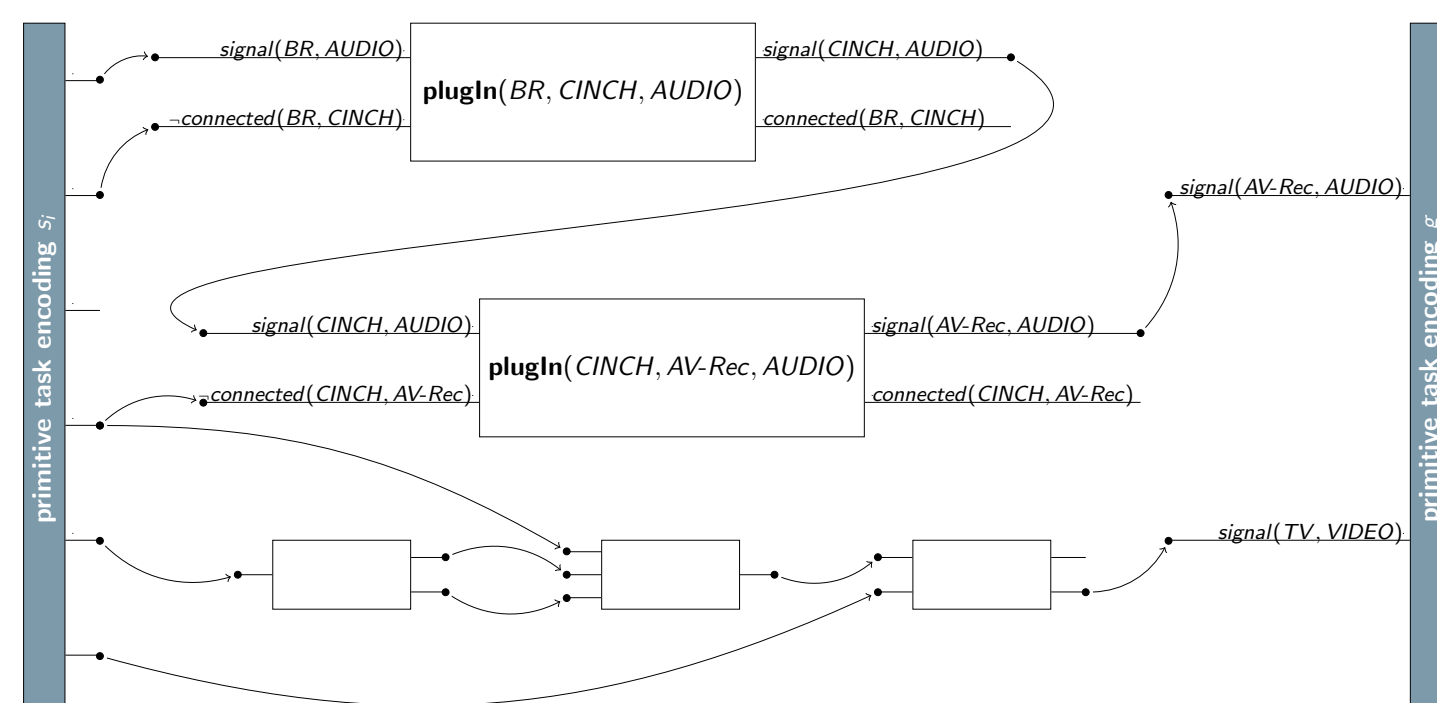 signal(BR, AUDIO)
signal(CINCH, AUDIO)
plugIn(BR, CINCH, AUDIO)
¬connected(BR, CINCH)
connected(BR, CINCH)
signal(AV-Rec, AUDIO)
signal(CINCH, AUDIO)
signal(AV-Rec, AUDIO)
plugIn(CINCH, AV-Rec, AUDIO)
¬connected(CINCH, AV-Rec)
connected(CINCH, AV-Rec)
signal(TV, VIDEO)
primitive task encoding sᵢ
primitive task encoding g